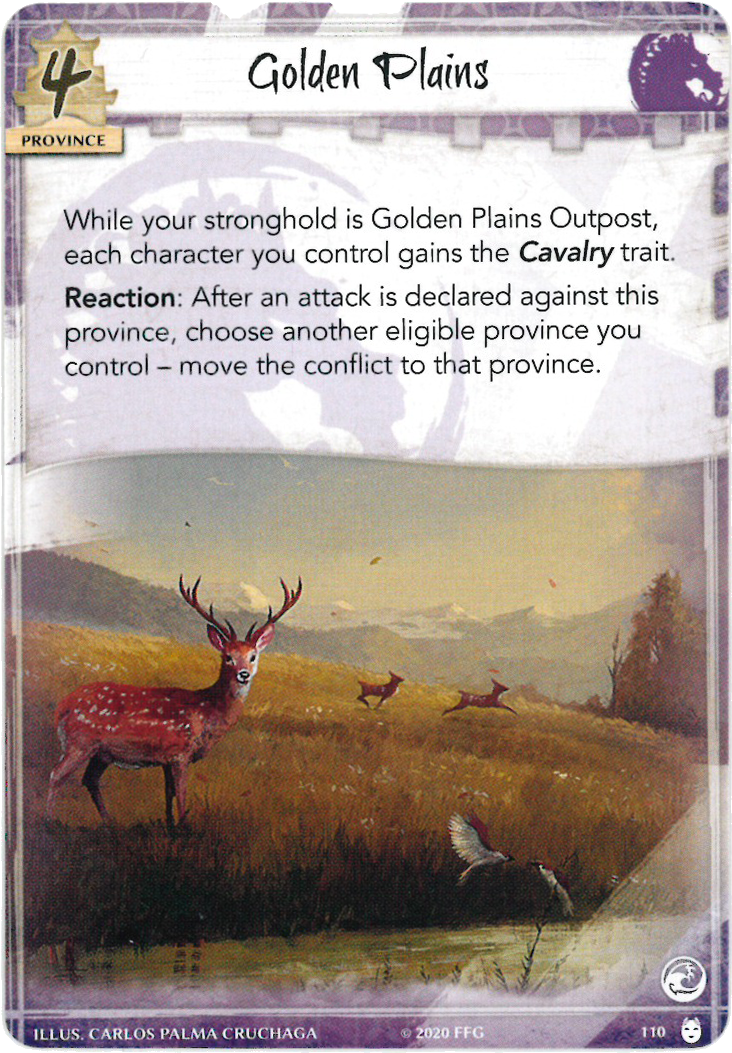 4
Golden Plains
PROVINCE
While your stronghold is Golden Plains Outpost,
each character you control gains the Cavalry trait.
Reaction: After an attack is declared against this
province, choose another eligible province you
control – move the conflict to that province.
ILLUS. CARLOS PALMA CRUCHAGA
© 2020 FFG
110